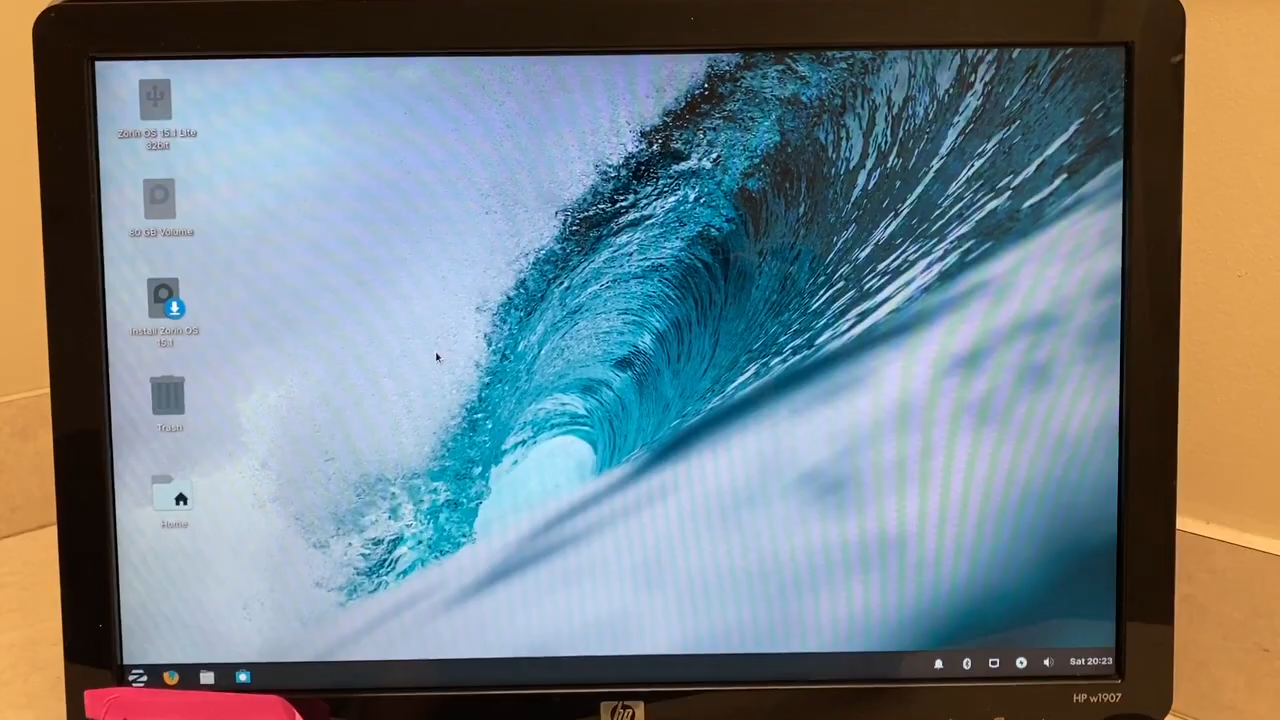 Zorin OS 15.1 Lite
32bit
80 GB Volume
Install Zorin OS
15.1
Trash
Home
Sat 20:23
hp
HP w1907